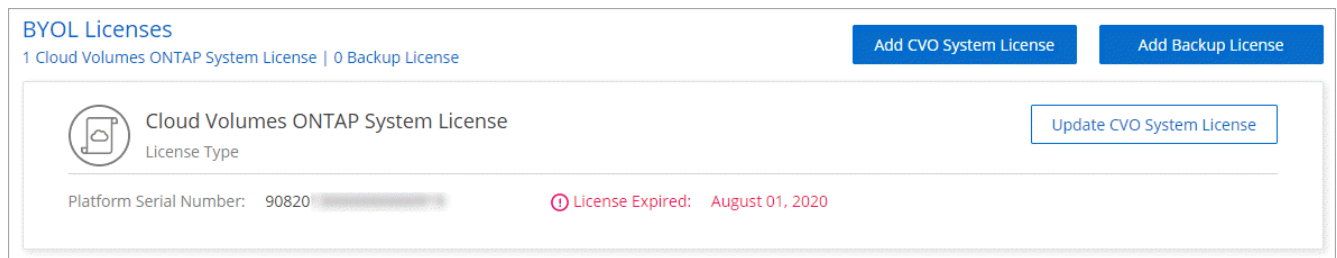 BYOL Licenses
1 Cloud Volumes ONTAP System License | 0 Backup License
Add CVO System License
Add Backup License
Cloud Volumes ONTAP System License
License Type
Update CVO System License
Platform Serial Number: 90820
License Expired: August 01, 2020